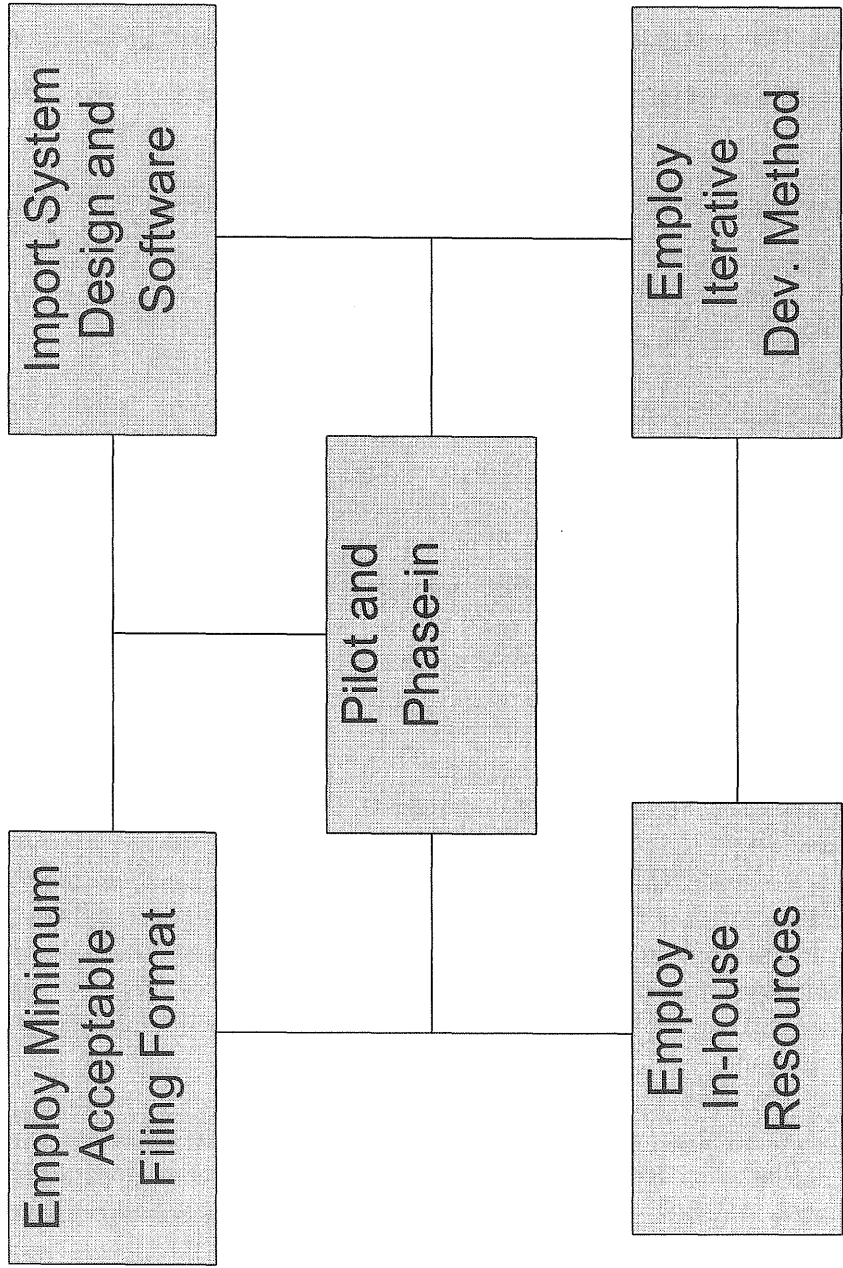 Employ Minimum
Acceptable
Filing Format
Import System
Design and
Software
Pilot and
Phase-in
Employ
In-house
Resources
Employ
Iterative
Dev. Method